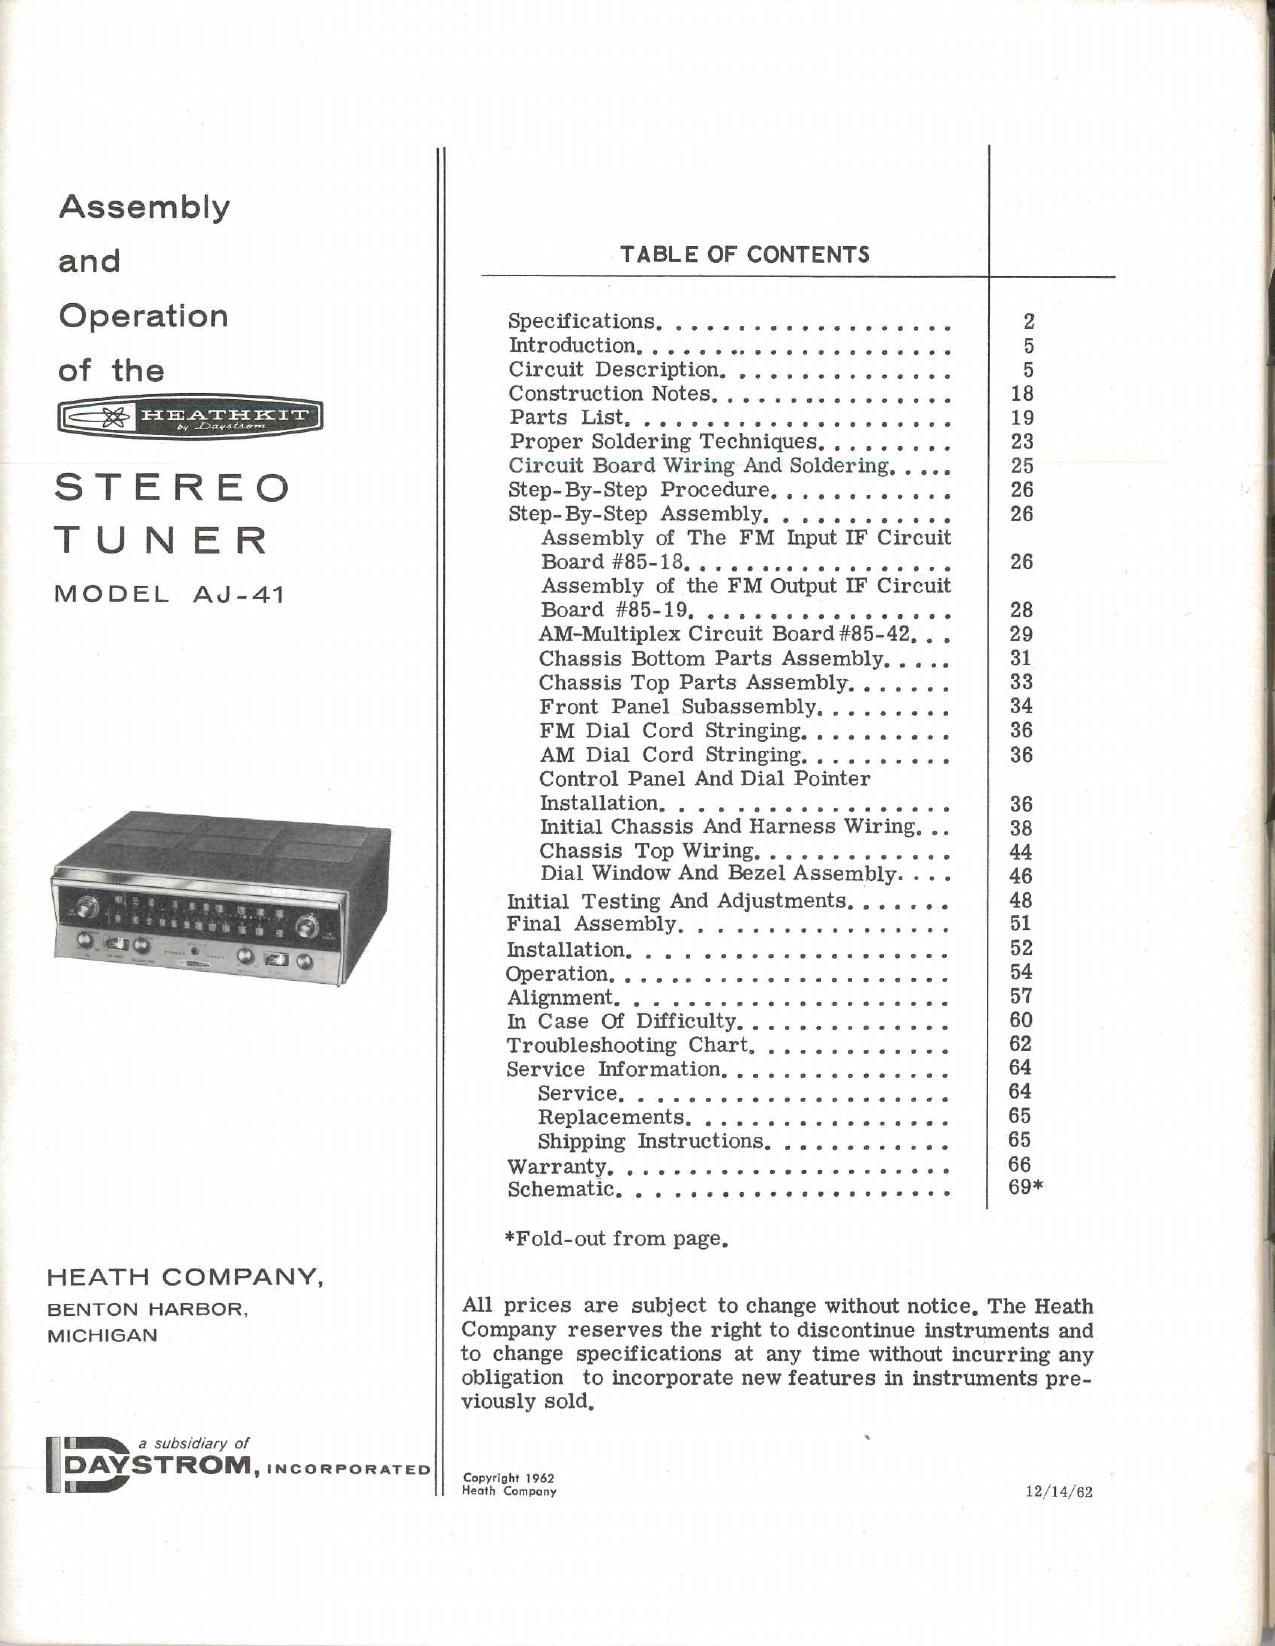 Assembly
and
Operation
of the
HEATHKIT
by Daystrom
STEREO
TUNER
MODEL AJ-41
HEATH COMPANY,
BENTON HARBOR,
MICHIGAN
a subsidiary of
DAYSTROM, INCORPORATED
TABLE OF CONTENTS
Specifications. . . . . . . . . . . . . . . . . . . 2
Introduction. . . . . . .. . . . . . . . . . . . . 5
Circuit Description. . . . . . . . . . . . . . . 5
Construction Notes. . . . . . . . . . . . . . . . 18
Parts List. . . . . . . . . . . . . . . . . . . . 19
Proper Soldering Techniques. . . . . . . . . 23
Circuit Board Wiring And Soldering. . . . . 25
Step-By-Step Procedure. . . . . . . . . . . . 26
Step-By-Step Assembly. . . . . . . . . . . . 26
Assembly of The FM Input IF Circuit
Board #85-18. . . . . . . . . . . . . . . . . . 26
Assembly of the FM Output IF Circuit
Board #85-19. . . . . . . . . . . . . . . . . 28
AM-Multiplex Circuit Board #85-42. . . 29
Chassis Bottom Parts Assembly. . . . . 31
Chassis Top Parts Assembly. . . . . . . 33
Front Panel Subassembly. . . . . . . . . 34
FM Dial Cord Stringing. . . . . . . . . . 36
AM Dial Cord Stringing. . . . . . . . . . 36
Control Panel And Dial Pointer
Installation. . . . . . . . . . . . . . . . . . 36
Initial Chassis And Harness Wiring. . . 38
Chassis Top Wiring. . . . . . . . . . . . . 44
Dial Window And Bezel Assembly. . . . 46
Initial Testing And Adjustments. . . . . . . 48
Final Assembly. . . . . . . . . . . . . . . . 51
Installation. . . . . . . . . . . . . . . . . . . 52
Operation. . . . . . . . . . . . . . . . . . . . . 54
Alignment. . . . . . . . . . . . . . . . . . . . 57
In Case Of Difficulty. . . . . . . . . . . . . . 60
Troubleshooting Chart. . . . . . . . . . . . . 62
Service Information. . . . . . . . . . . . . . . 64
Service. . . . . . . . . . . . . . . . . . . . 64
Replacements. . . . . . . . . . . . . . . . 65
Shipping Instructions. . . . . . . . . . . . 65
Warranty. . . . . . . . . . . . . . . . . . . . . 66
Schematic. . . . . . . . . . . . . . . . . . . . 69*
*Fold-out from page.
All prices are subject to change without notice. The Heath
Company reserves the right to discontinue instruments and
to change specifications at any time without incurring any
obligation to incorporate new features in instruments pre-
viously sold.
Copyright 1962
Heath Company
12/14/62